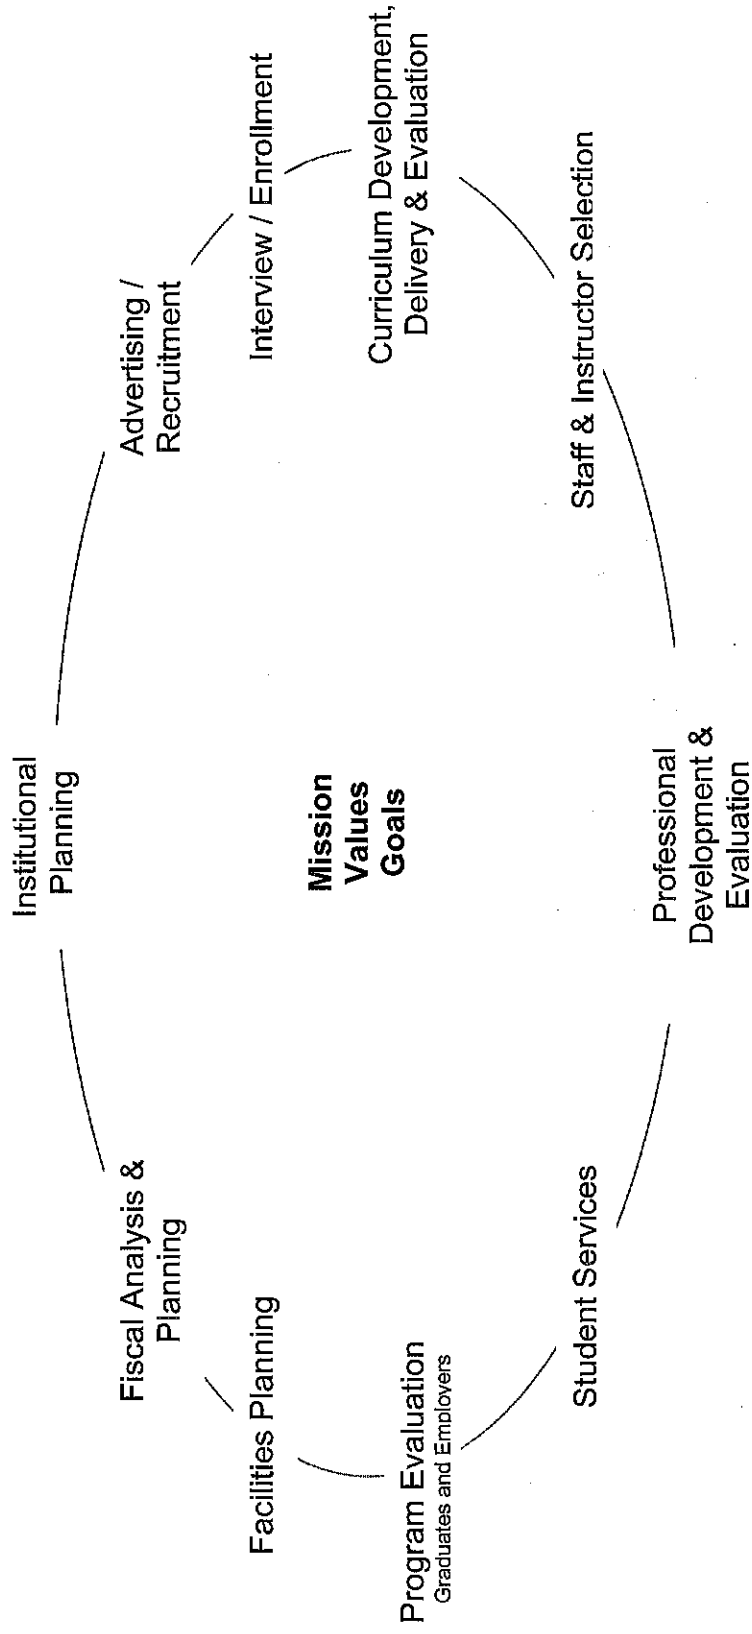 Institutional
Planning
Advertising /
Recruitment
Interview / Enrollment
Curriculum Development,
Delivery & Evaluation
Staff & Instructor Selection
Professional
Development &
Evaluation
Student Services
Program Evaluation
Graduates and Employers
Facilities Planning
Fiscal Analysis &
Planning
Mission
Values
Goals